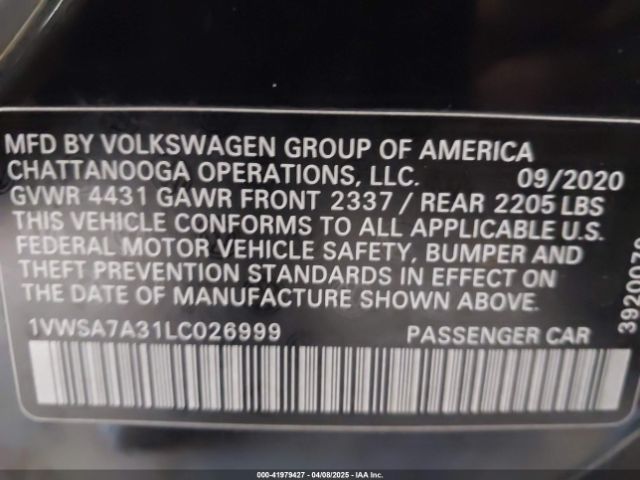 MFD BY VOLKSWAGEN GROUP OF AMERICA
CHATTANOOGA OPERATIONS, LLC. 09/2020
GVWR 4431 GAWR FRONT 2337 / REAR 2205 LBS
THIS VEHICLE CONFORMS TO ALL APPLICABLE U.S.
FEDERAL MOTOR VEHICLE SAFETY, BUMPER AND
THEFT PREVENTION STANDARDS IN EFFECT ON
THE DATE OF MANUFACTURE SHOWN ABOVE.
1VWSA7A31LC026999 PASSENGER CAR
000-41979427 - 04/08/2025 - IAA Inc.